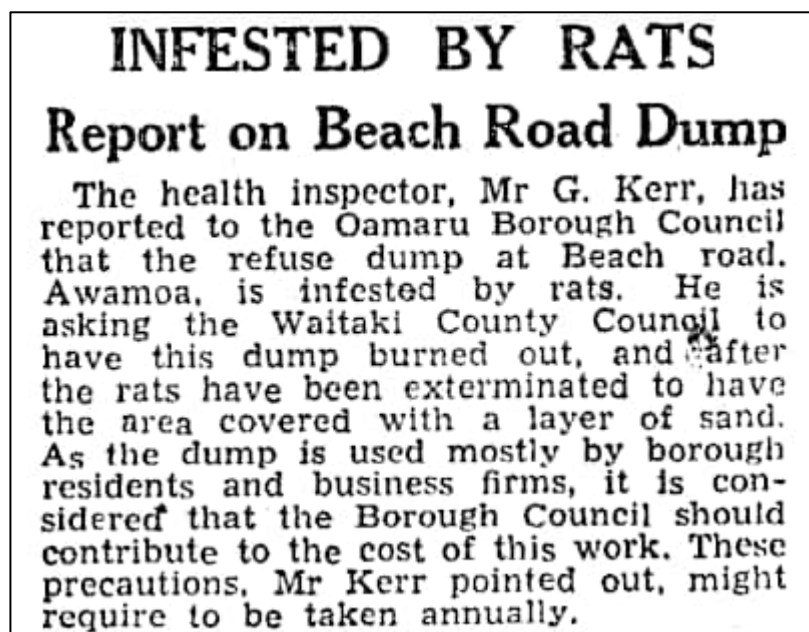 INFESTED BY RATS
Report on Beach Road Dump
The health inspector, Mr G. Kerr, has
reported to the Oamaru Borough Council
that the refuse dump at Beach road,
Awamoa, is infested by rats. He is
asking the Waitaki County Council to
have this dump burned out, and after
the rats have been exterminated to have
the area covered with a layer of sand.
As the dump is used mostly by borough
residents and business firms, it is con-
sidered that the Borough Council should
contribute to the cost of this work. These
precautions, Mr Kerr pointed out, might
require to be taken annually.